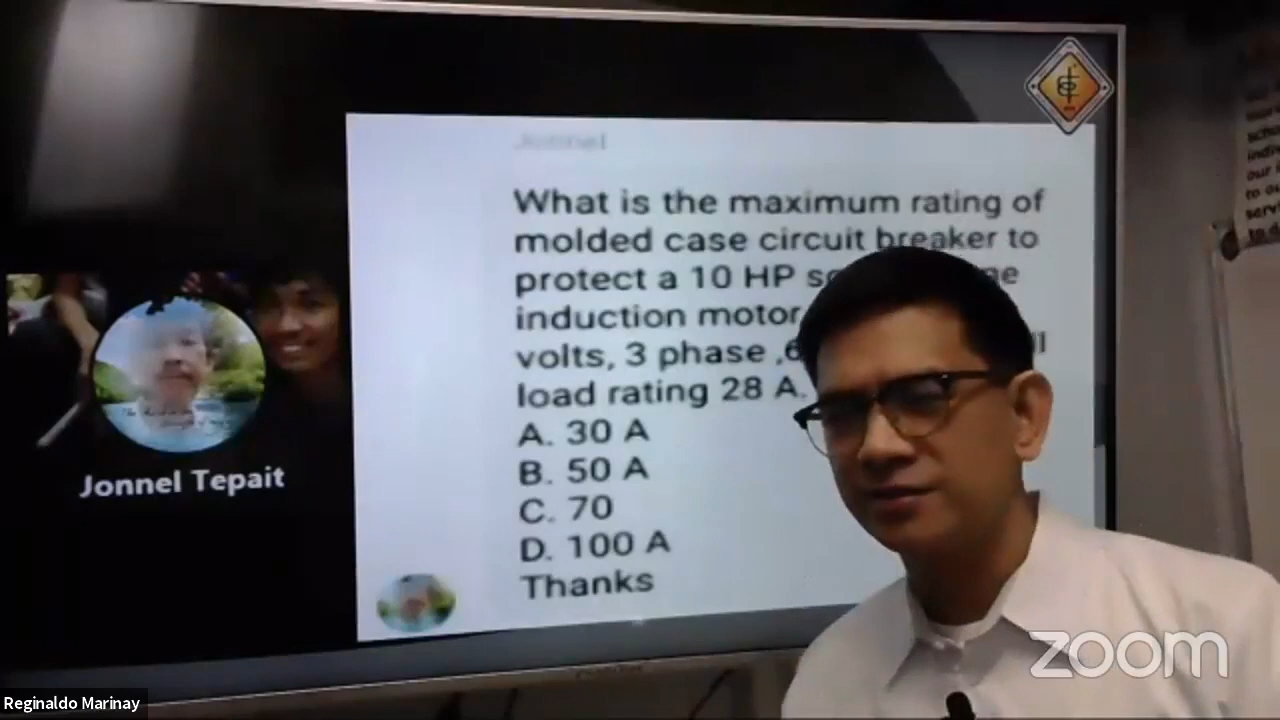 Jonnel
What is the maximum rating of
molded case circuit breaker to
protect a 10 HP
induction motor
volts, 3 phase ,6
load rating 28 A.
A. 30 A
B. 50 A
C. 70
D. 100 A
Thanks
Jonnel Tepait
zoom
Reginaldo Marinay